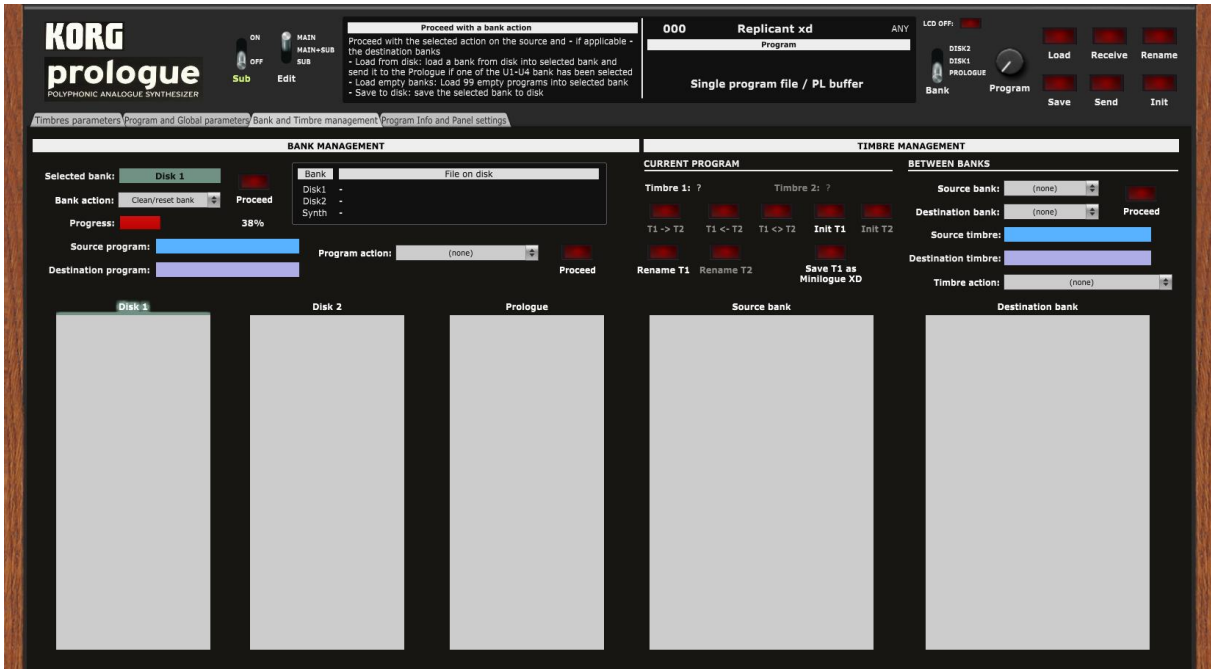 KORG
prologue
POLYPHONIC ANALOGUE SYNTHESIZER
ON
OFF
Sub
MAIN
MAIN+SUB
SUB
Edit
Proceed with a bank action
Proceed with the selected action on the source and - if applicable -
the destination banks
- Load from disk: load a bank from disk into selected bank and
send it to the Prologue if one of the U1-U4 bank has been selected
- Load empty banks: Load 99 empty programs into selected bank
- Save to disk: save the selected bank to disk
000 Replicant xd ANY
Program
Single program file / PL buffer
LCD OFF:
DISK2
DISK1
PROLOGUE
Bank
Program
Load Receive Rename
Save Send Init
Timbres parameters Program and Global parameters Bank and Timbre management Program Info and Panel settings
BANK MANAGEMENT
Selected bank: Disk 1
Bank action: Clean/reset bank Proceed
Progress: 38%
Source program:
Destination program:
Bank File on disk
Disk1 -
Disk2 -
Synth -
Program action: (none)
Proceed
TIMBRE MANAGEMENT
CURRENT PROGRAM
Timbre 1: ? Timbre 2: ?
T1 -> T2 T1 <- T2 T1 <> T2 Init T1 Init T2
Rename T1 Rename T2 Save T1 as
Minilogue XD
BETWEEN BANKS
Source bank: (none)
Destination bank: (none) Proceed
Source timbre:
Destination timbre:
Timbre action: (none)
Disk 1 Disk 2 Prologue Source bank Destination bank